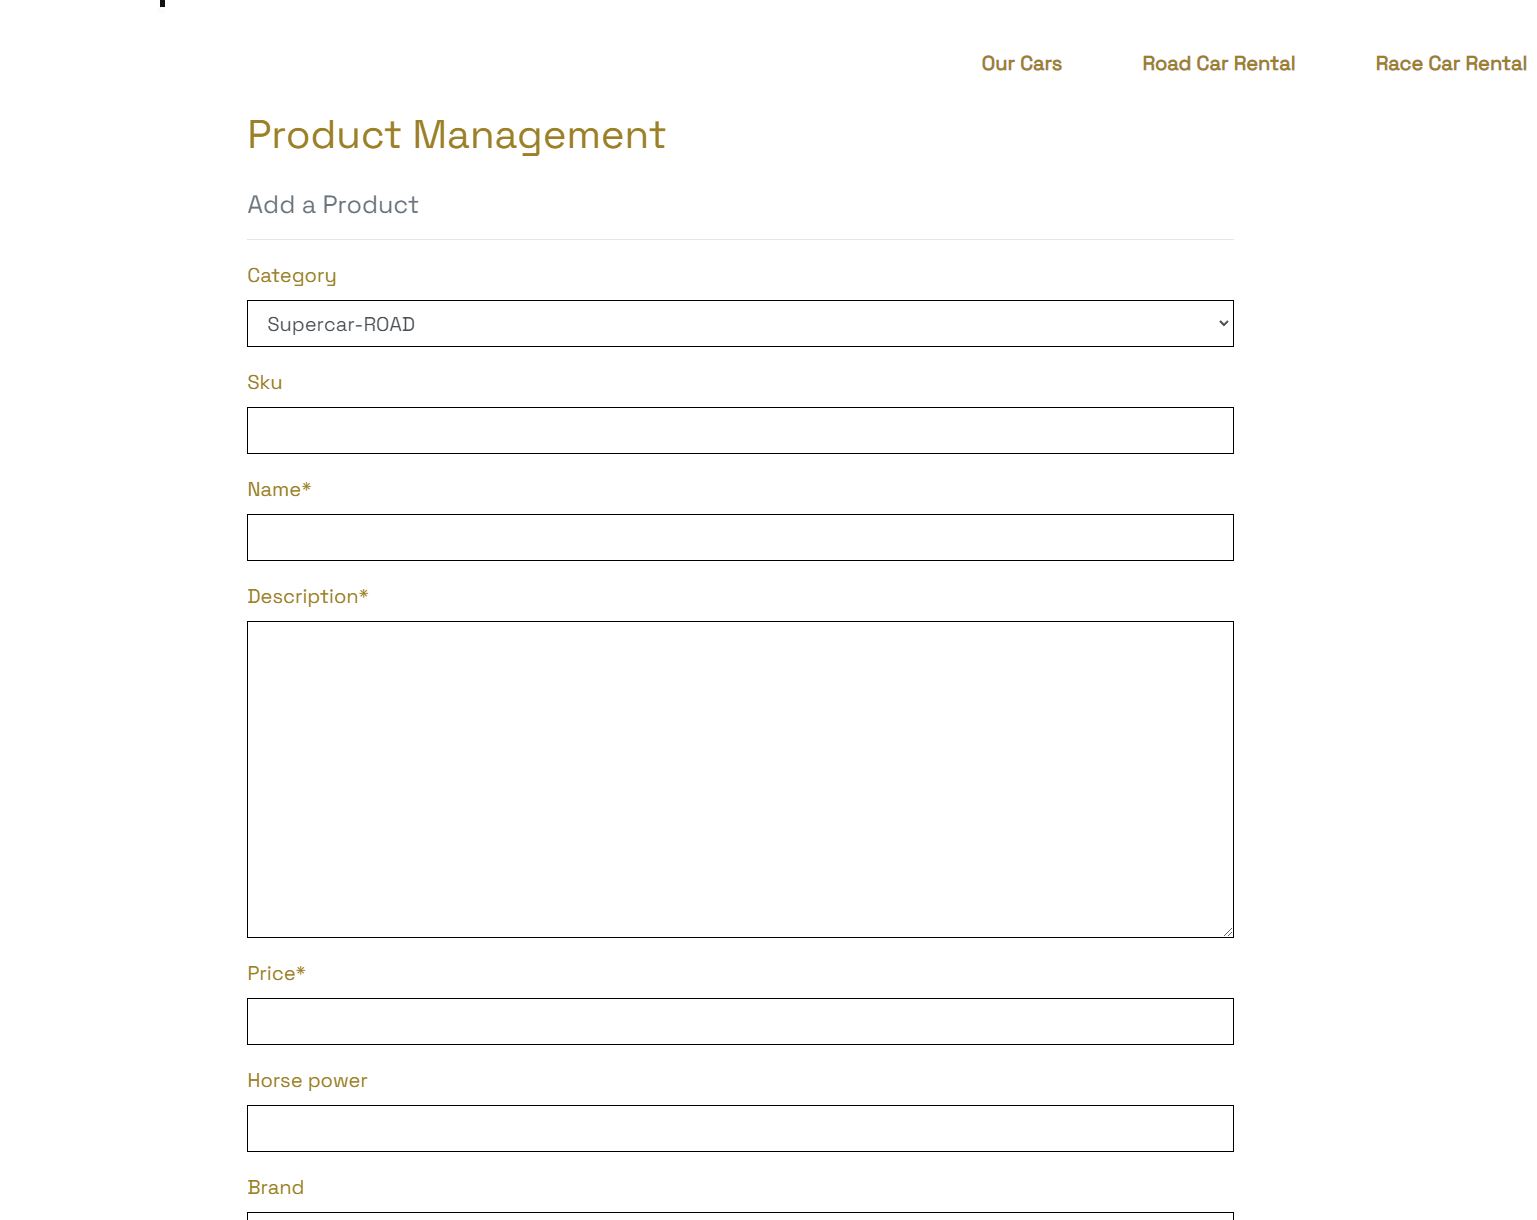 Our Cars Road Car Rental Race Car Rental
Product Management
Add a Product
Category
Supercar-ROAD
Sku
Name*
Description*
Price*
Horse power
Brand